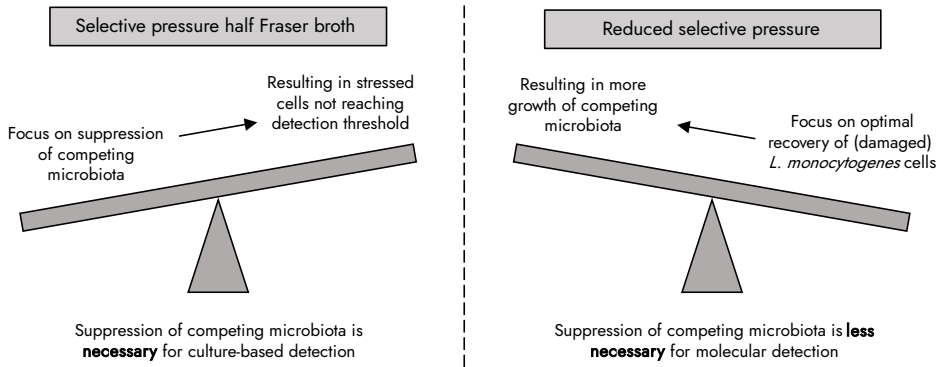 Selective pressure half Fraser broth
Resulting in stressed
cells not reaching
detection threshold
Focus on suppression
of competing
microbiota
Suppression of competing microbiota is
necessary for culture-based detection
Reduced selective pressure
Resulting in more
growth of competing
microbiota
Focus on optimal
recovery of (damaged)
L. monocytogenes cells
Suppression of competing microbiota is less
necessary for molecular detection